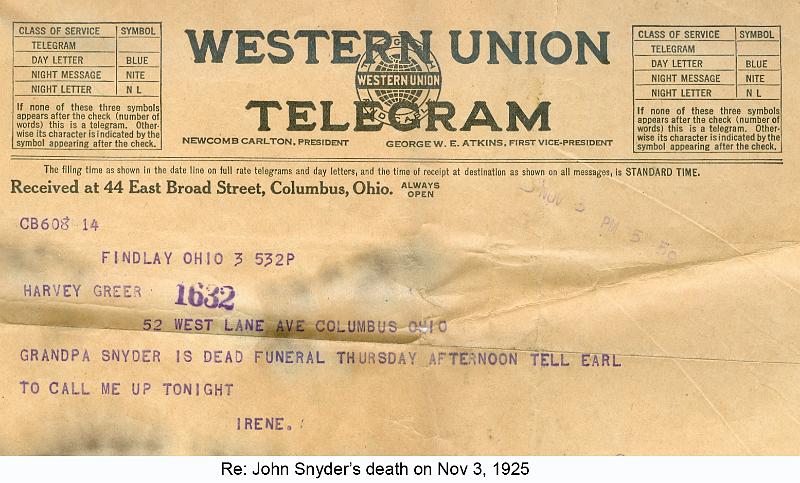 CLASS OF SERVICE SYMBOL
TELEGRAM
DAY LETTER BLUE
NIGHT MESSAGE NITE
NIGHT LETTER N L
If none of these three symbols
appears after the check (number of
words) this is a telegram. Other-
wise its character is indicated by the
symbol appearing after the check.
WESTERN UNION
WESTERN UNION
TELEGRAM
NEWCOMB CARLTON, PRESIDENT GEORGE W. E. ATKINS, FIRST VICE-PRESIDENT
CLASS OF SERVICE SYMBOL
TELEGRAM
DAY LETTER BLUE
NIGHT MESSAGE NITE
NIGHT LETTER N L
If none of these three symbols
appears after the check (number of
words) this is a telegram. Other-
wise its character is indicated by the
symbol appearing after the check.
The filing time as shown in the date line on full rate telegrams and day letters, and the time of receipt at destination as shown on all messages, is STANDARD TIME.
Received at 44 East Broad Street, Columbus, Ohio. ALWAYS OPEN
NOV 3 PM 5 50
CB608 14
FINDLAY OHIO 3 532P
HARVEY GREER 1632
52 WEST LANE AVE COLUMBUS OHIO
GRANDPA SNYDER IS DEAD FUNERAL THURSDAY AFTERNOON TELL EARL
TO CALL ME UP TONIGHT
IRENE.
Re: John Snyder's death on Nov 3, 1925